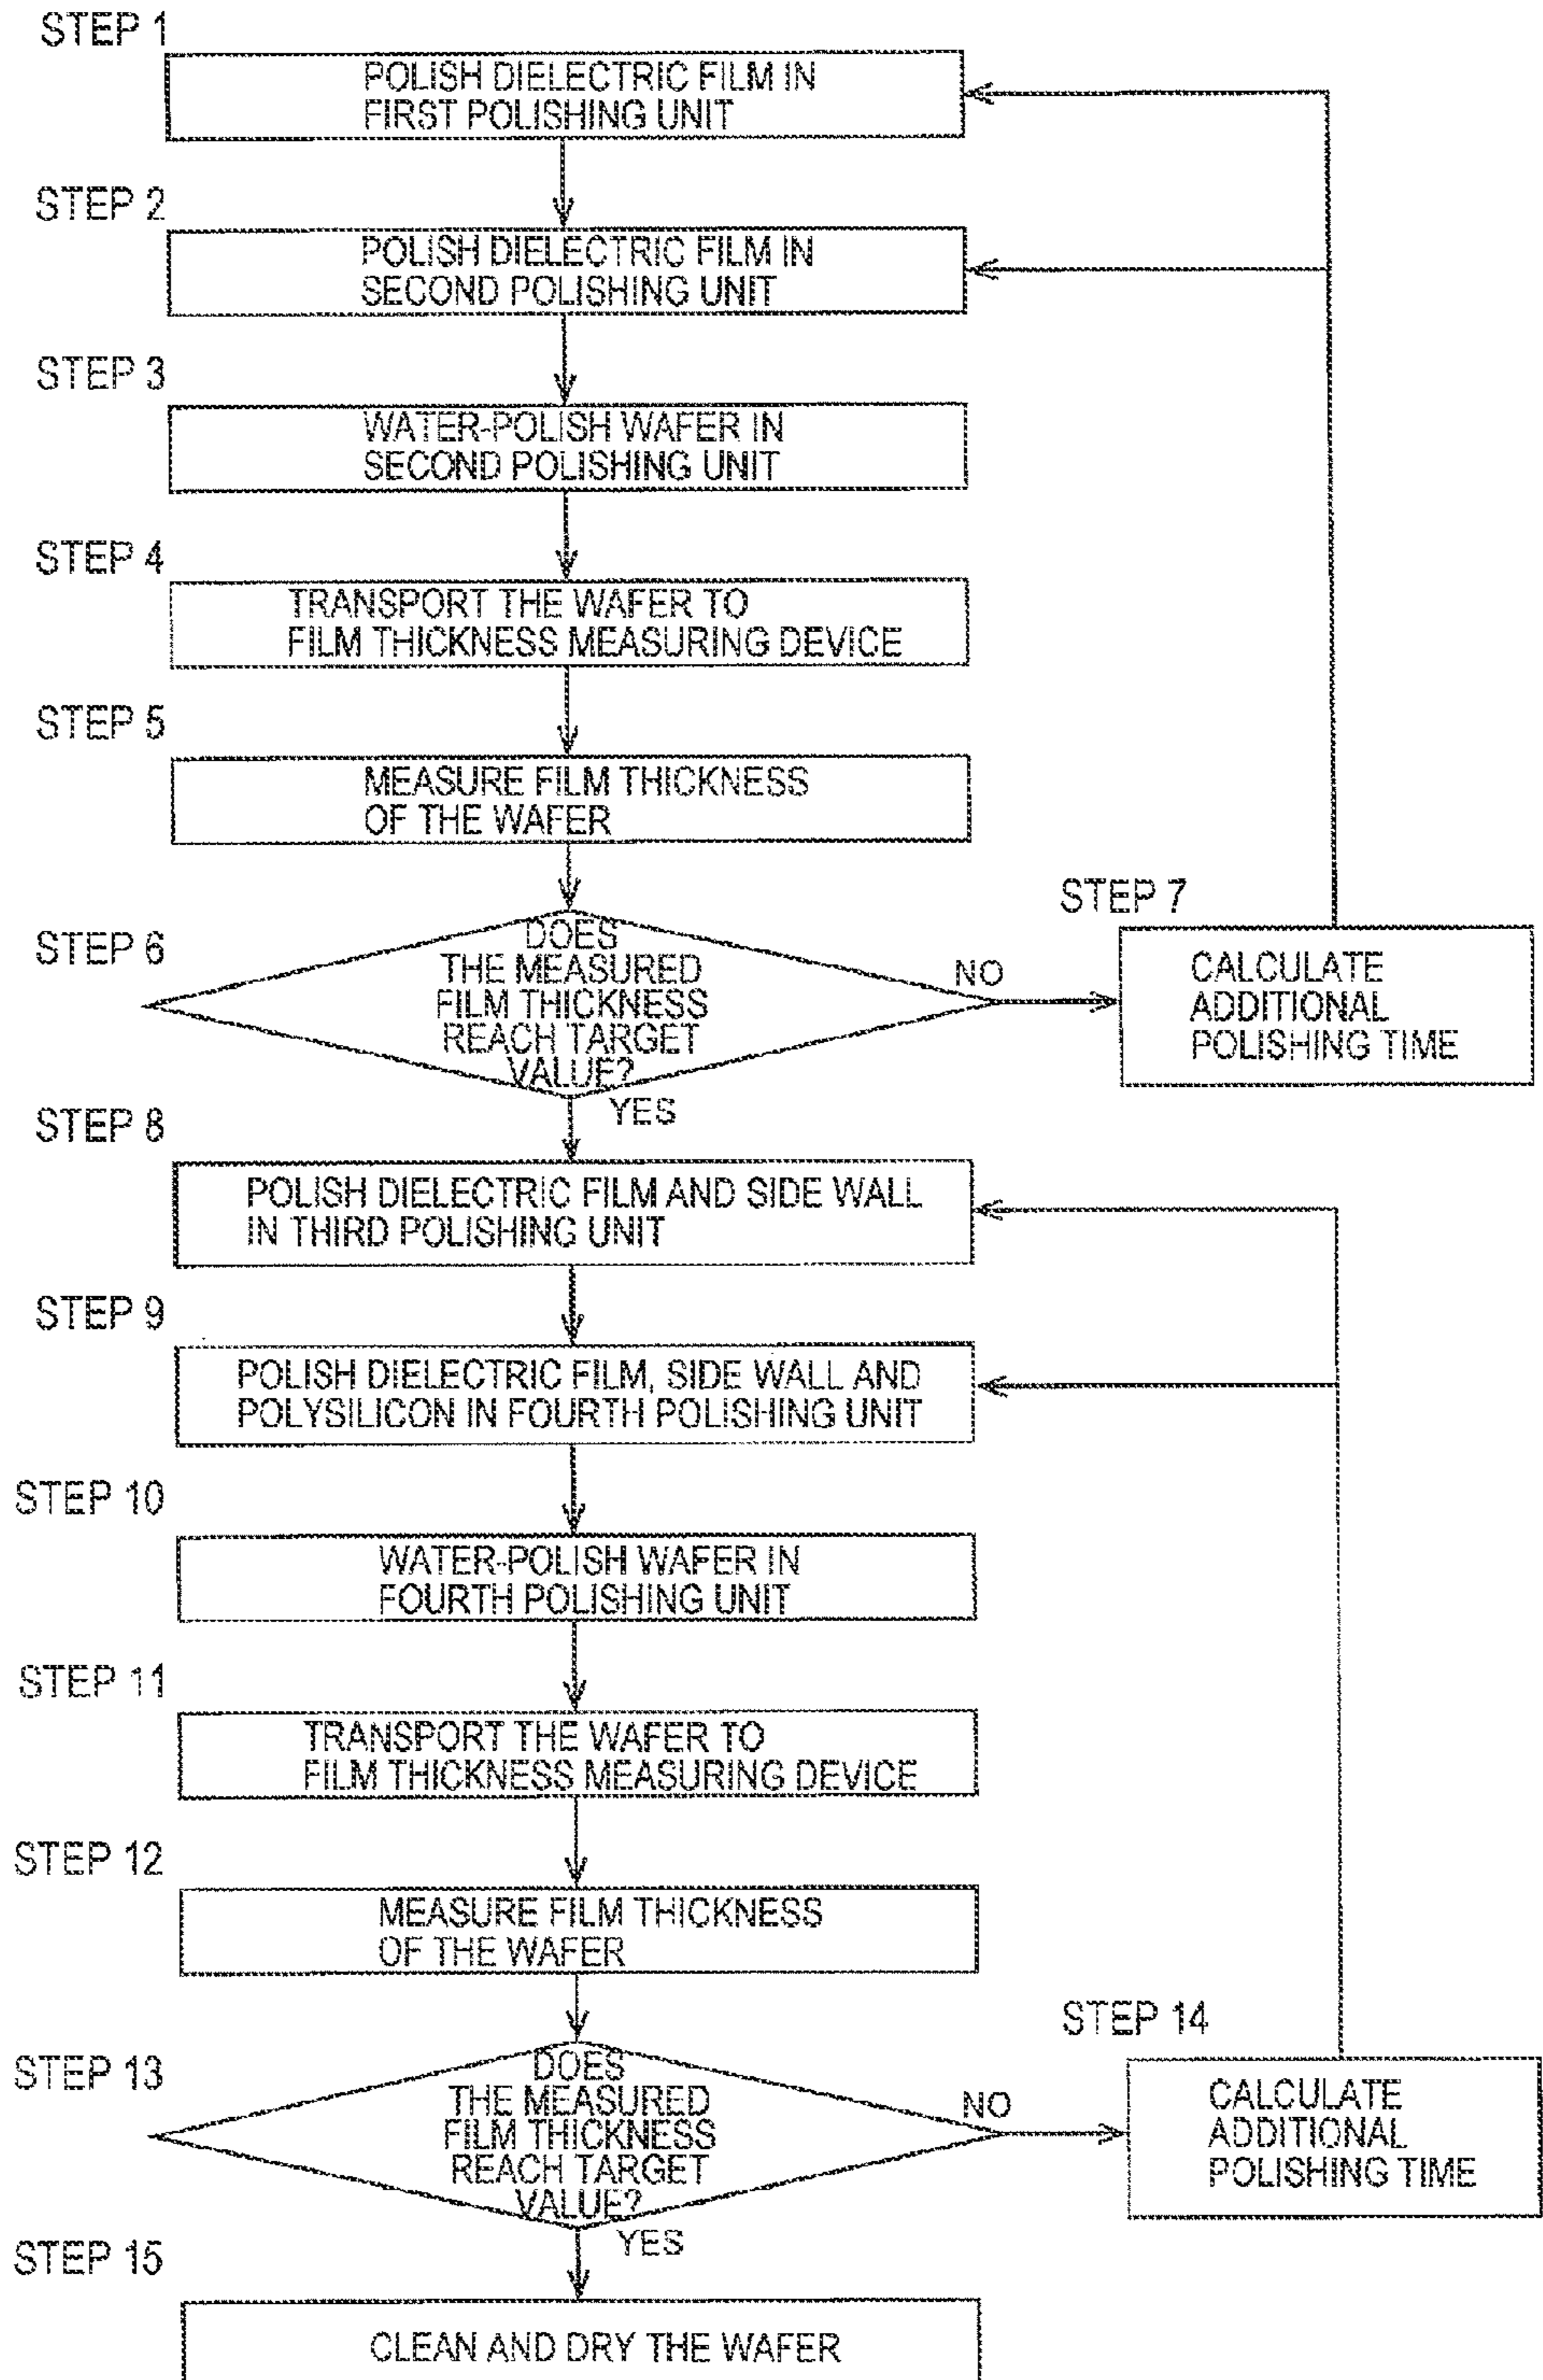 STEP 1
POLISH DIELECTRIC FILM IN
FIRST POLISHING UNIT
STEP 2
POLISH DIELECTRIC FILM IN
SECOND POLISHING UNIT
STEP 3
WATER-POLISH WAFER IN
SECOND POLISHING UNIT
STEP 4
TRANSPORT THE WAFER TO
FILM THICKNESS MEASURING DEVICE
STEP 5
MEASURE FILM THICKNESS
OF THE WAFER
STEP 6
DOES
THE MEASURED
FILM THICKNESS
REACH TARGET
VALUE?
NO
YES
STEP 7
CALCULATE
ADDITIONAL
POLISHING TIME
STEP 8
POLISH DIELECTRIC FILM AND SIDE WALL
IN THIRD POLISHING UNIT
STEP 9
POLISH DIELECTRIC FILM, SIDE WALL AND
POLYSILICON IN FOURTH POLISHING UNIT
STEP 10
WATER-POLISH WAFER IN
FOURTH POLISHING UNIT
STEP 11
TRANSPORT THE WAFER TO
FILM THICKNESS MEASURING DEVICE
STEP 12
MEASURE FILM THICKNESS
OF THE WAFER
STEP 13
DOES
THE MEASURED
FILM THICKNESS
REACH TARGET
VALUE?
NO
YES
STEP 14
CALCULATE
ADDITIONAL
POLISHING TIME
STEP 15
CLEAN AND DRY THE WAFER